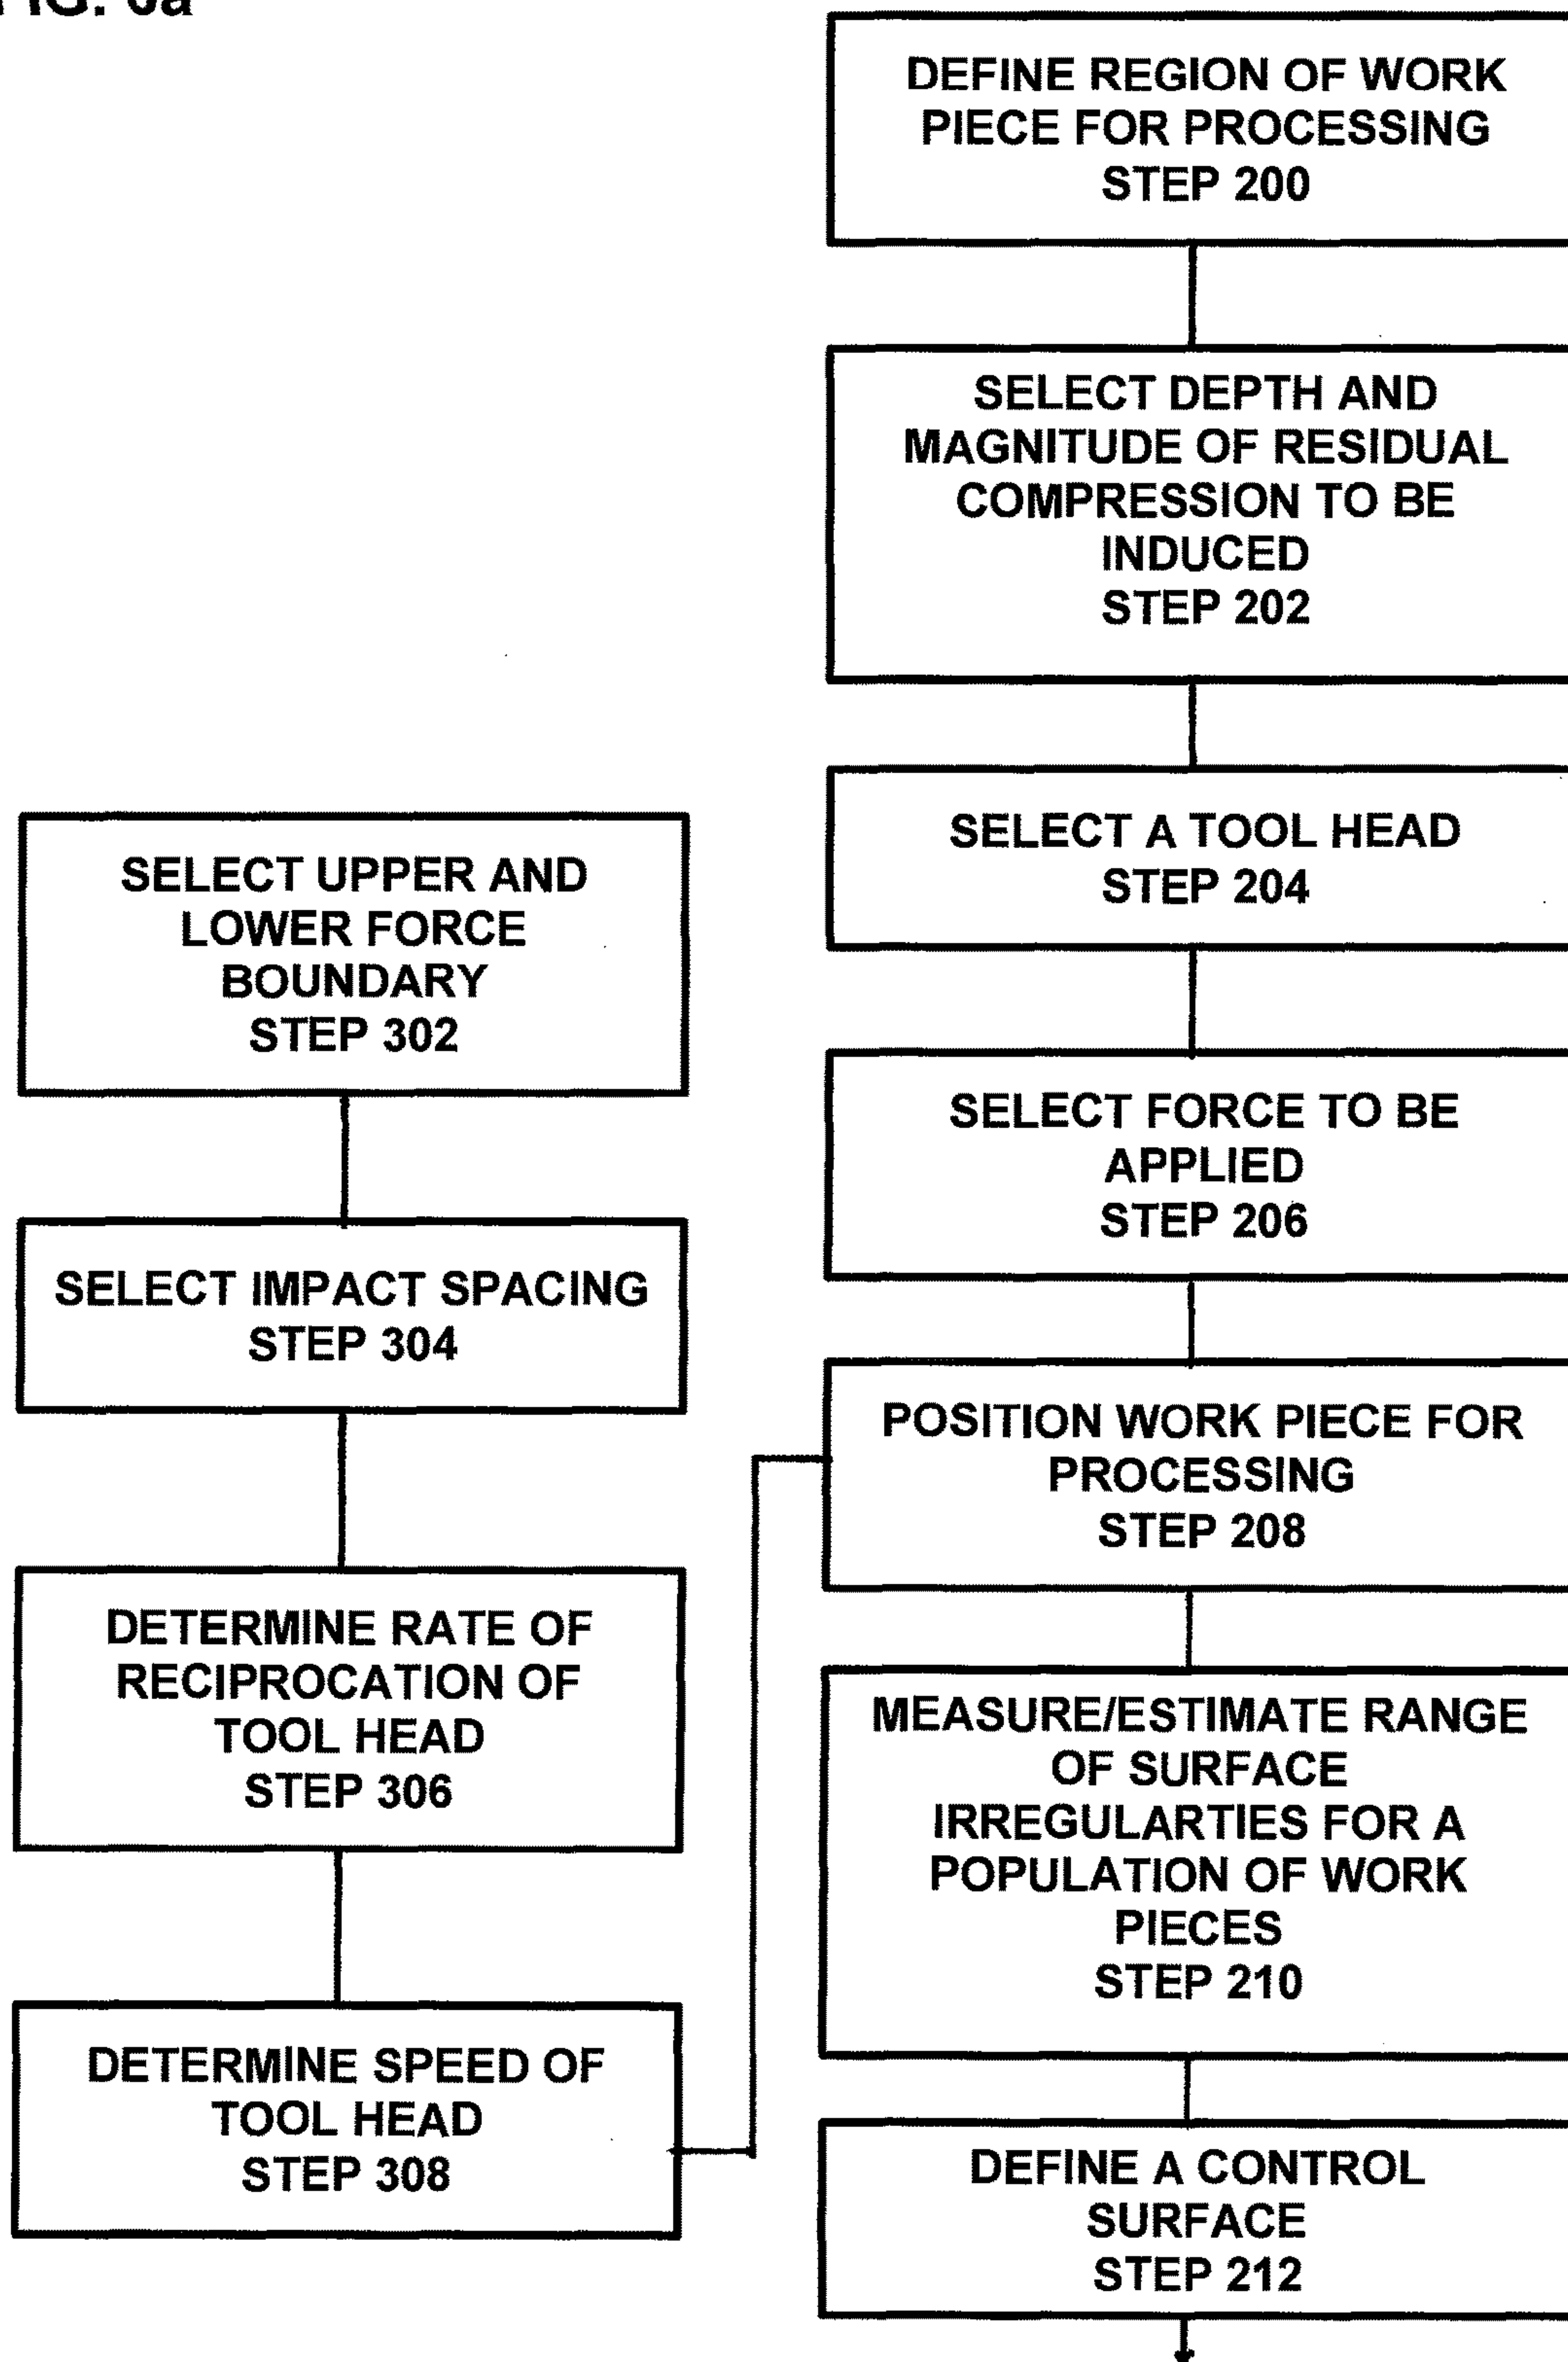 DEFINE REGION OF WORK
PIECE FOR PROCESSING
STEP 200
SELECT DEPTH AND
MAGNITUDE OF RESIDUAL
COMPRESSION TO BE
INDUCED
STEP 202
SELECT A TOOL HEAD
STEP 204
SELECT FORCE TO BE
APPLIED
STEP 206
POSITION WORK PIECE FOR
PROCESSING
STEP 208
MEASURE/ESTIMATE RANGE
OF SURFACE
IRREGULARTIES FOR A
POPULATION OF WORK
PIECES
STEP 210
DEFINE A CONTROL
SURFACE
STEP 212
SELECT UPPER AND
LOWER FORCE
BOUNDARY
STEP 302
SELECT IMPACT SPACING
STEP 304
DETERMINE RATE OF
RECIPROCATION OF
TOOL HEAD
STEP 306
DETERMINE SPEED OF
TOOL HEAD
STEP 308